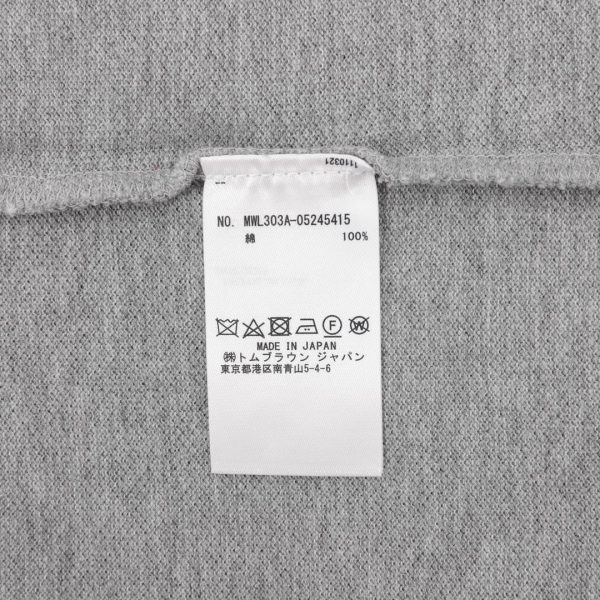 1110321
NO. MWL303A-05245415
綿 100%
MADE IN JAPAN
㈱トムブラウン ジャパン
東京都港区南青山5-4-6